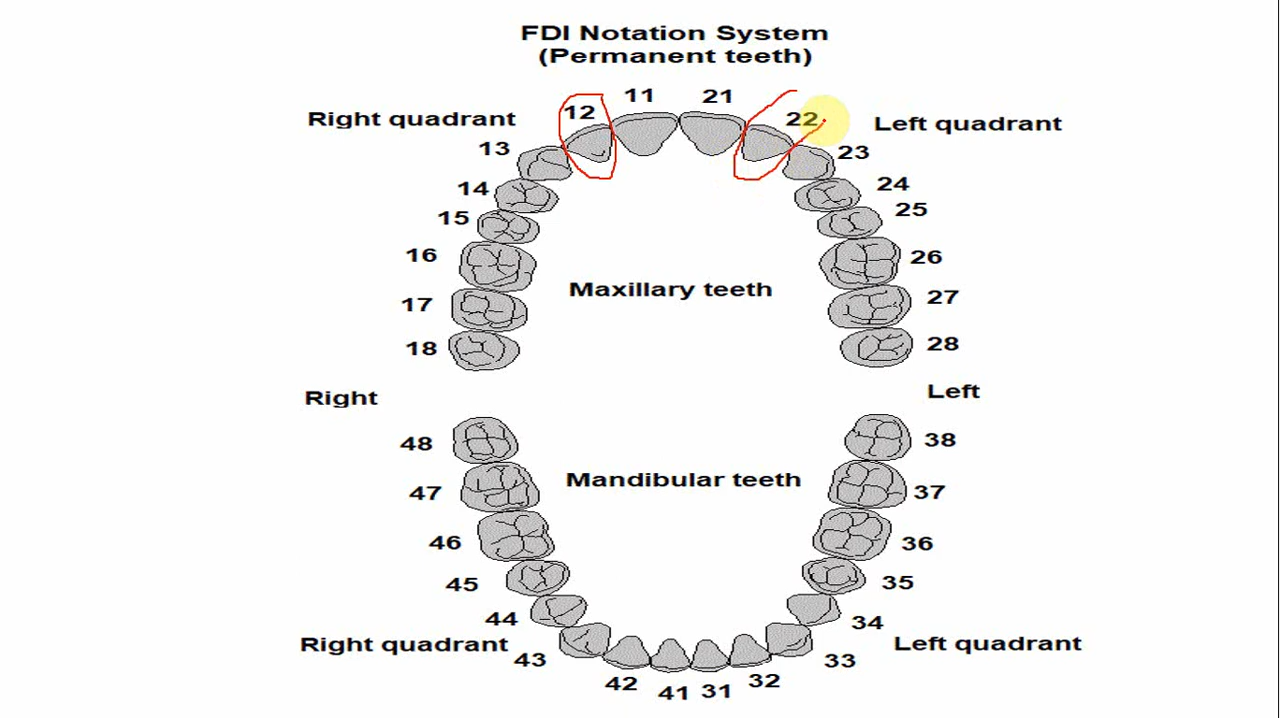 FDI Notation System
(Permanent teeth)
11 21
12 22
Right quadrant Left quadrant
13 23
14 24
15 25
16 26
17 27
18 28
Maxillary teeth
Right Left
48 38
47 37
Mandibular teeth
46 36
45 35
44 34
Right quadrant Left quadrant
43 33
42 41 31 32